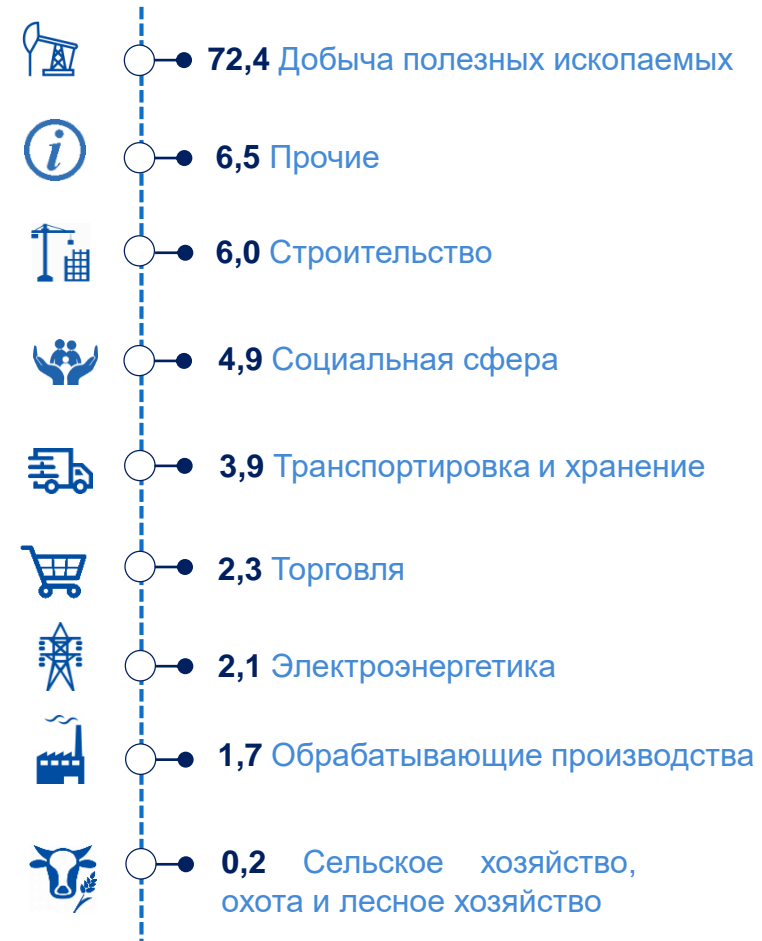 72,4 Добыча полезных ископаемых
6,5 Прочие
6,0 Строительство
4,9 Социальная сфера
3,9 Транспортировка и хранение
2,3 Торговля
2,1 Электроэнергетика
1,7 Обрабатывающие производства
0,2 Сельское хозяйство,
охота и лесное хозяйство